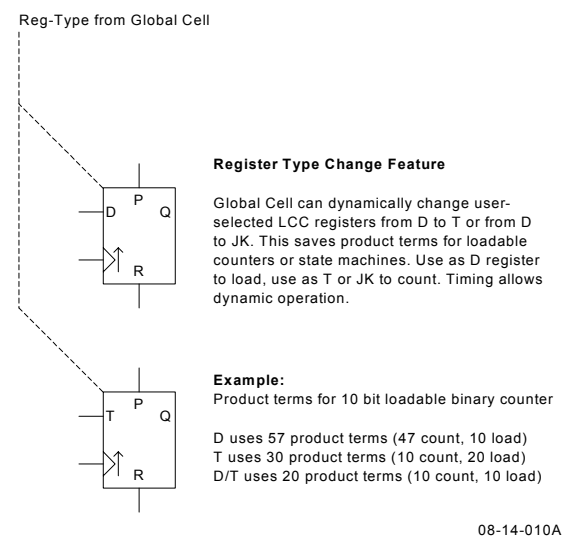 Reg-Type from Global Cell
P
D
Q
R
Register Type Change Feature
Global Cell can dynamically change user-
selected LCC registers from D to T or from D
to JK. This saves product terms for loadable
counters or state machines. Use as D register
to load, use as T or JK to count. Timing allows
dynamic operation.
P
T
Q
R
Example:
Product terms for 10 bit loadable binary counter
D uses 57 product terms (47 count, 10 load)
T uses 30 product terms (10 count, 20 load)
D/T uses 20 product terms (10 count, 10 load)
08-14-010A